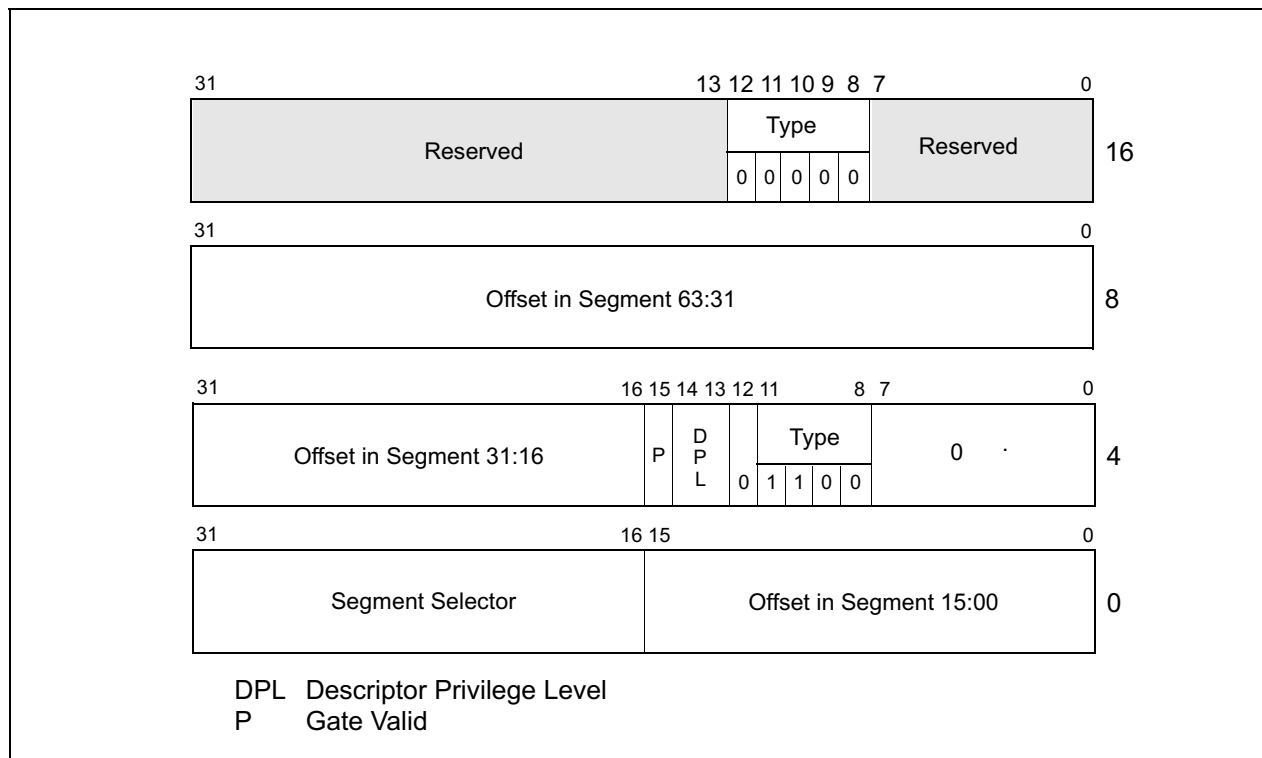 31 13 12 11 10 9 8 7 0
Type
Reserved Reserved 16
0 0 0 0 0
31 0
Offset in Segment 63:31 8
31 16 15 14 13 12 11 8 7 0
Offset in Segment 31:16 P DPL 0 Type 0 . 4
1 1 0 0
31 16 15 0
Segment Selector Offset in Segment 15:00 0
DPL Descriptor Privilege Level
P Gate Valid